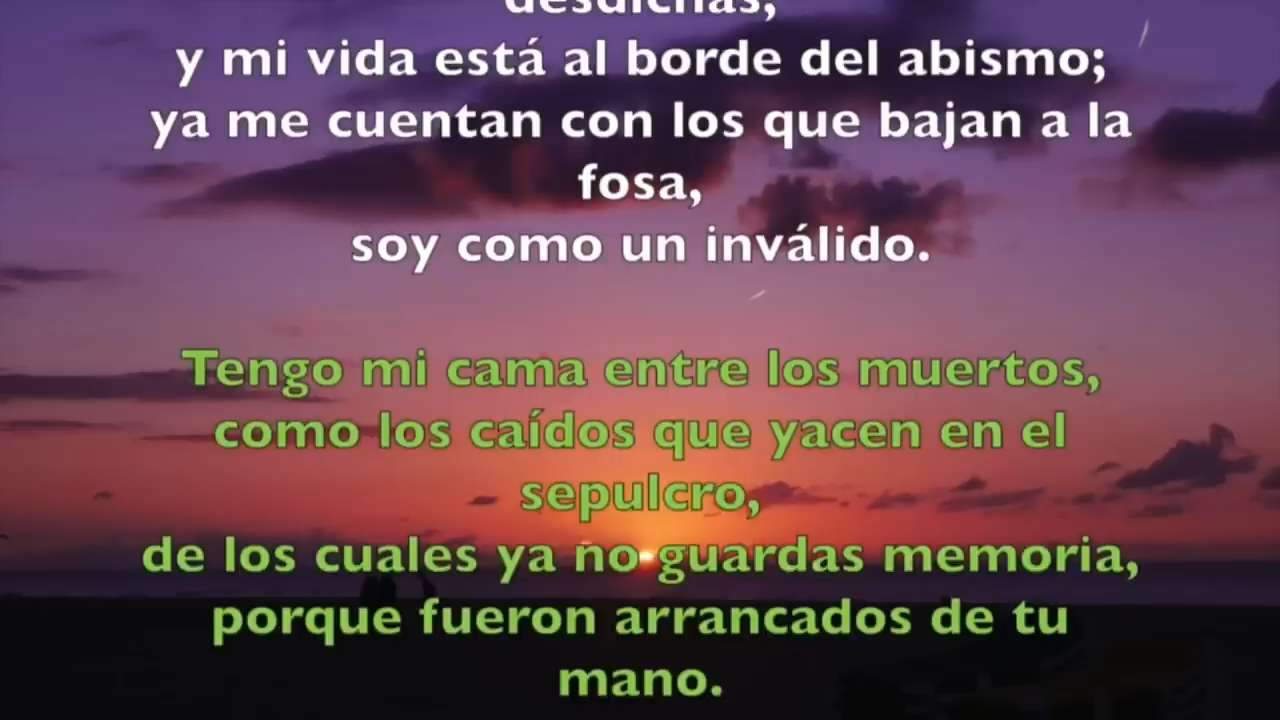 desdichas,
y mi vida está al borde del abismo;
ya me cuentan con los que bajan a la
fosa,
soy como un inválido.
Tengo mi cama entre los muertos,
como los caídos que yacen en el
sepulcro,
de los cuales ya no guardas memoria,
porque fueron arrancados de tu
mano.